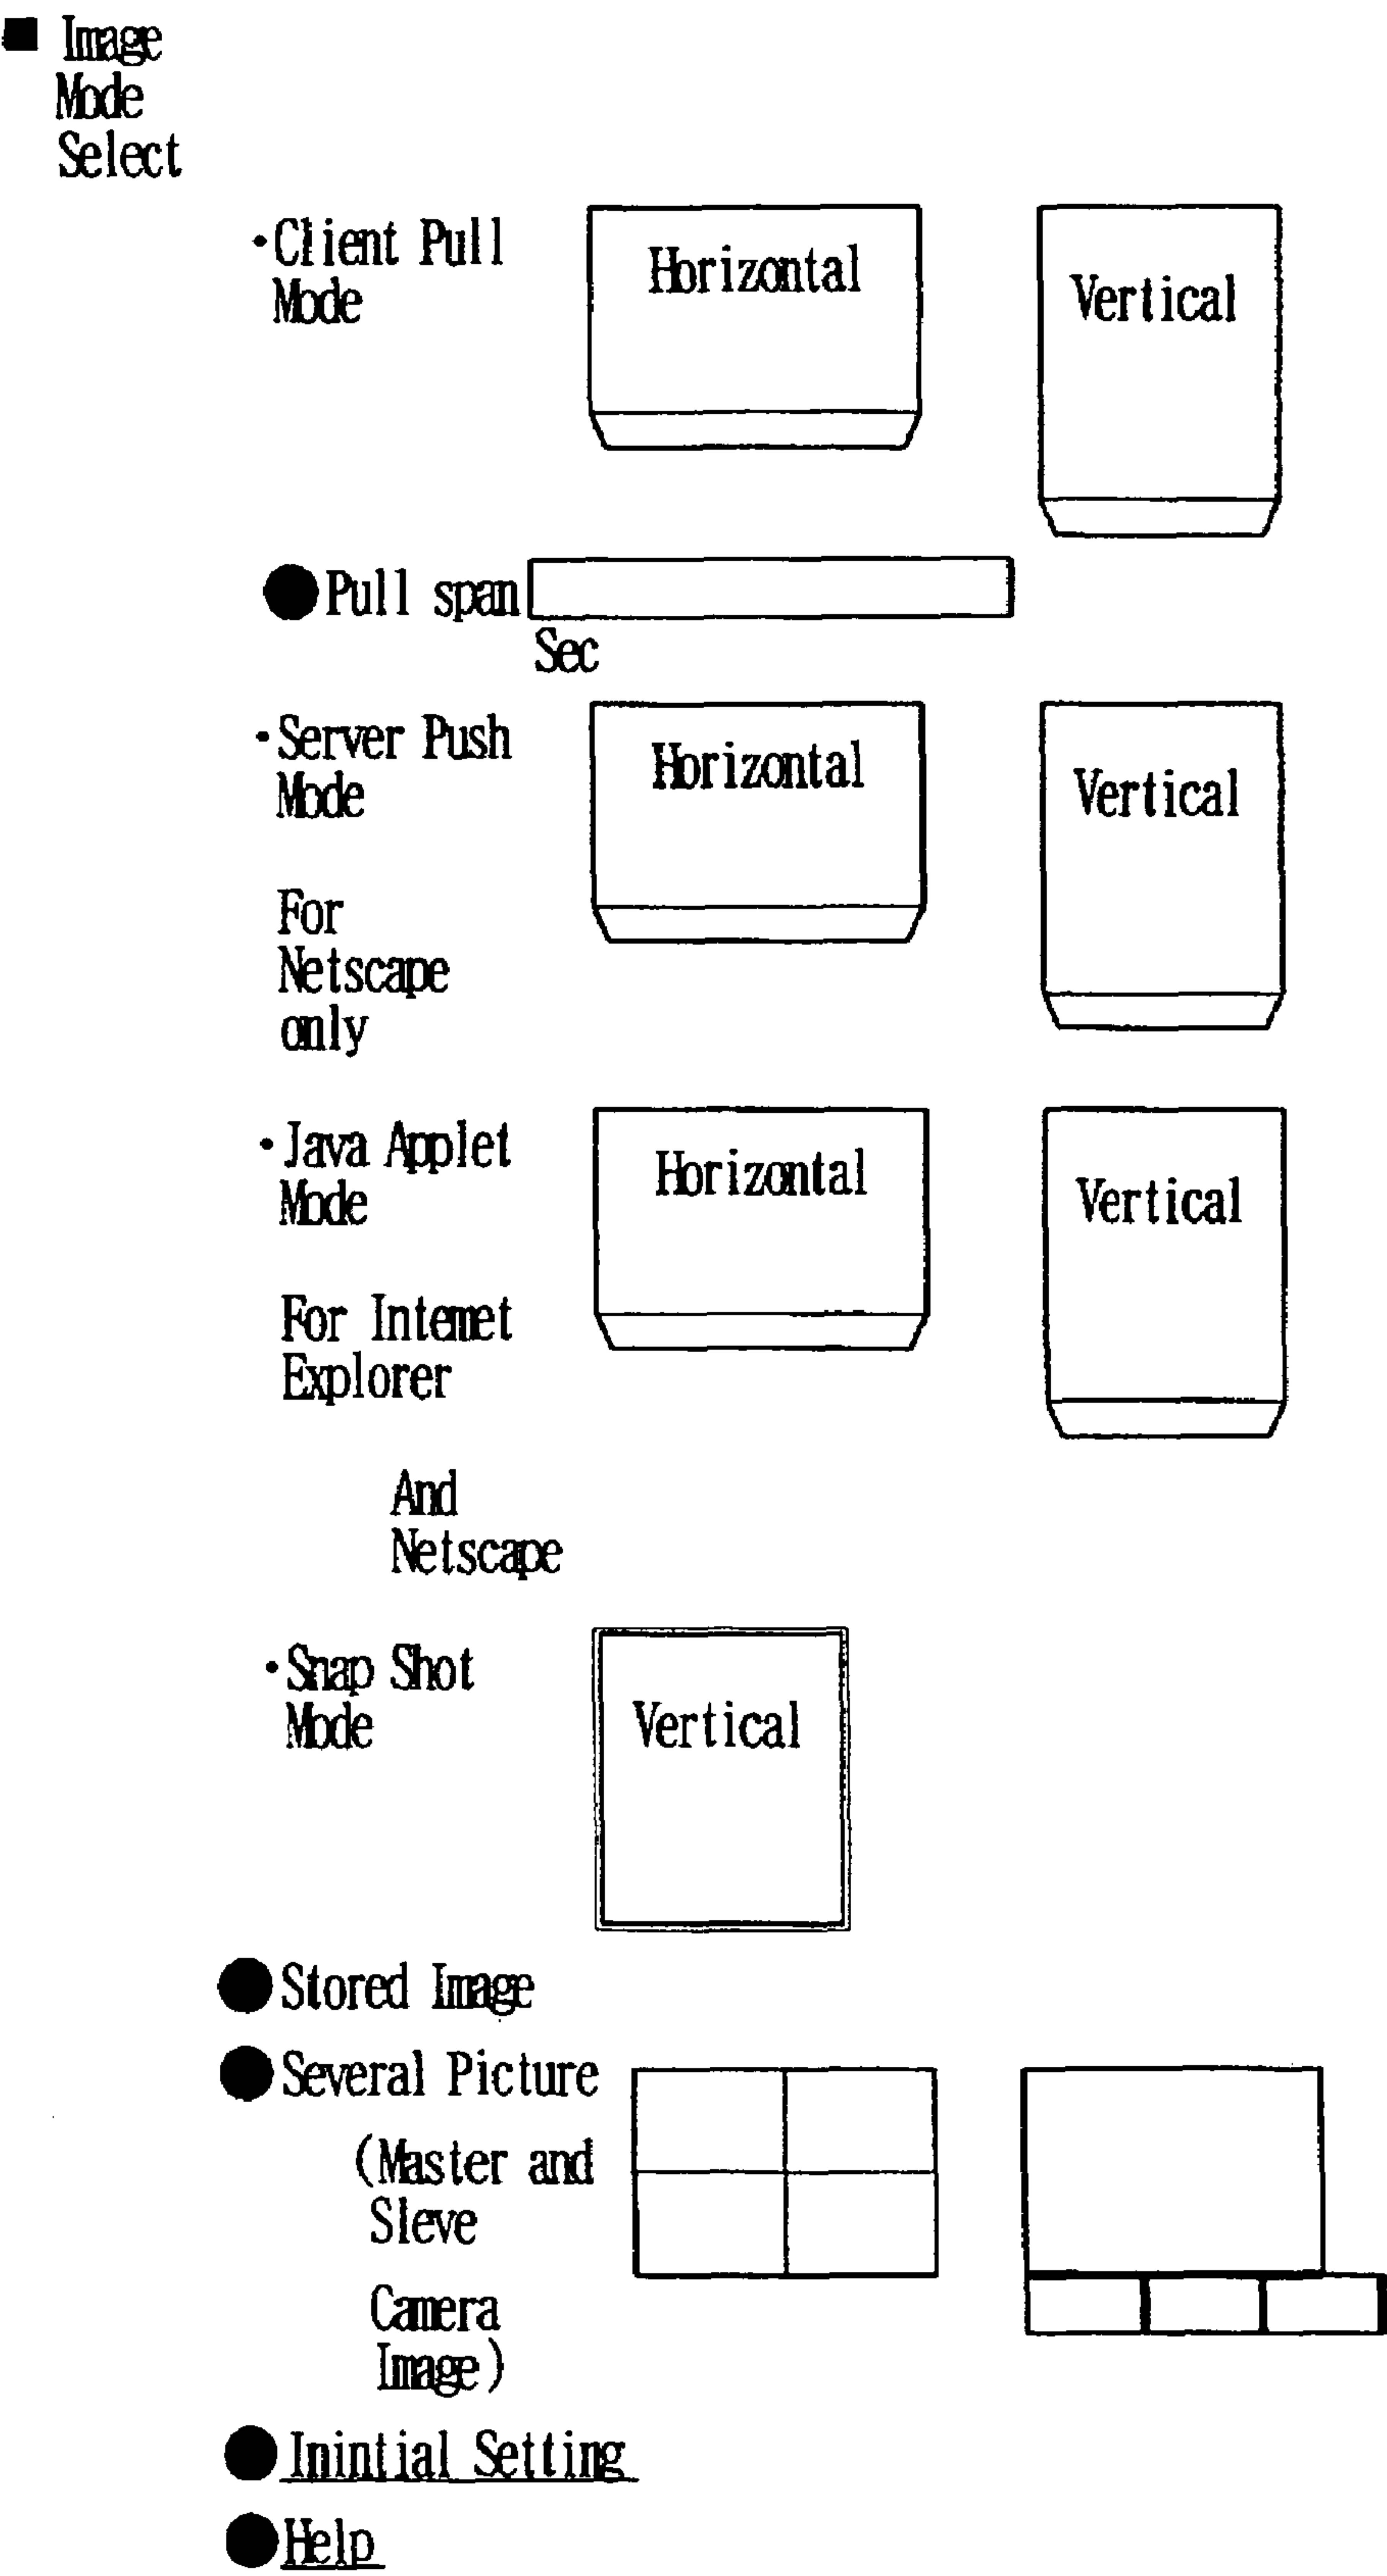 ■ Image
Mode
Select
・Client Pull
Mode
Horizontal
Vertical
●Pull span
Sec
・Server Push
Mode
Horizontal
Vertical
For
Netscape
only
・Java Applet
Mode
Horizontal
Vertical
For Internet
Explorer
And
Netscape
・Snap Shot
Mode
Vertical
●Stored Image
●Several Picture
(Master and
Sleve
Camera
Image)
●Inintial Setting
●Help